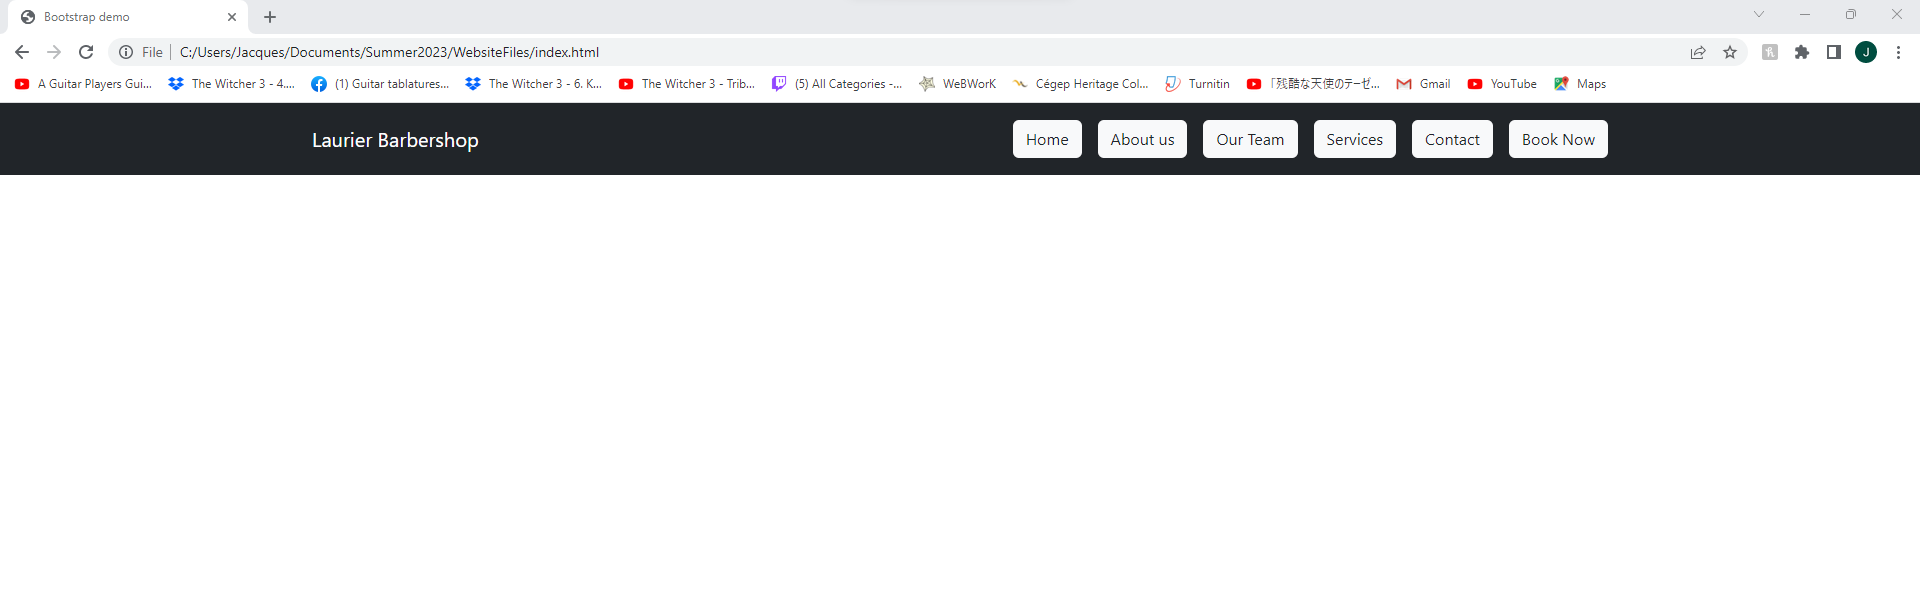 Bootstrap demo
File C:/Users/Jacques/Documents/Summer2023/WebsiteFiles/index.html
J
A Guitar Players Gui... The Witcher 3 - 4.... (1) Guitar tablatures... The Witcher 3 - 6. K... The Witcher 3 - Trib... (5) All Categories -... WeBWorK Cégep Heritage Col... Turnitin 「残酷な天使のテーゼ... Gmail YouTube Maps
Laurier Barbershop Home About us Our Team Services Contact Book Now